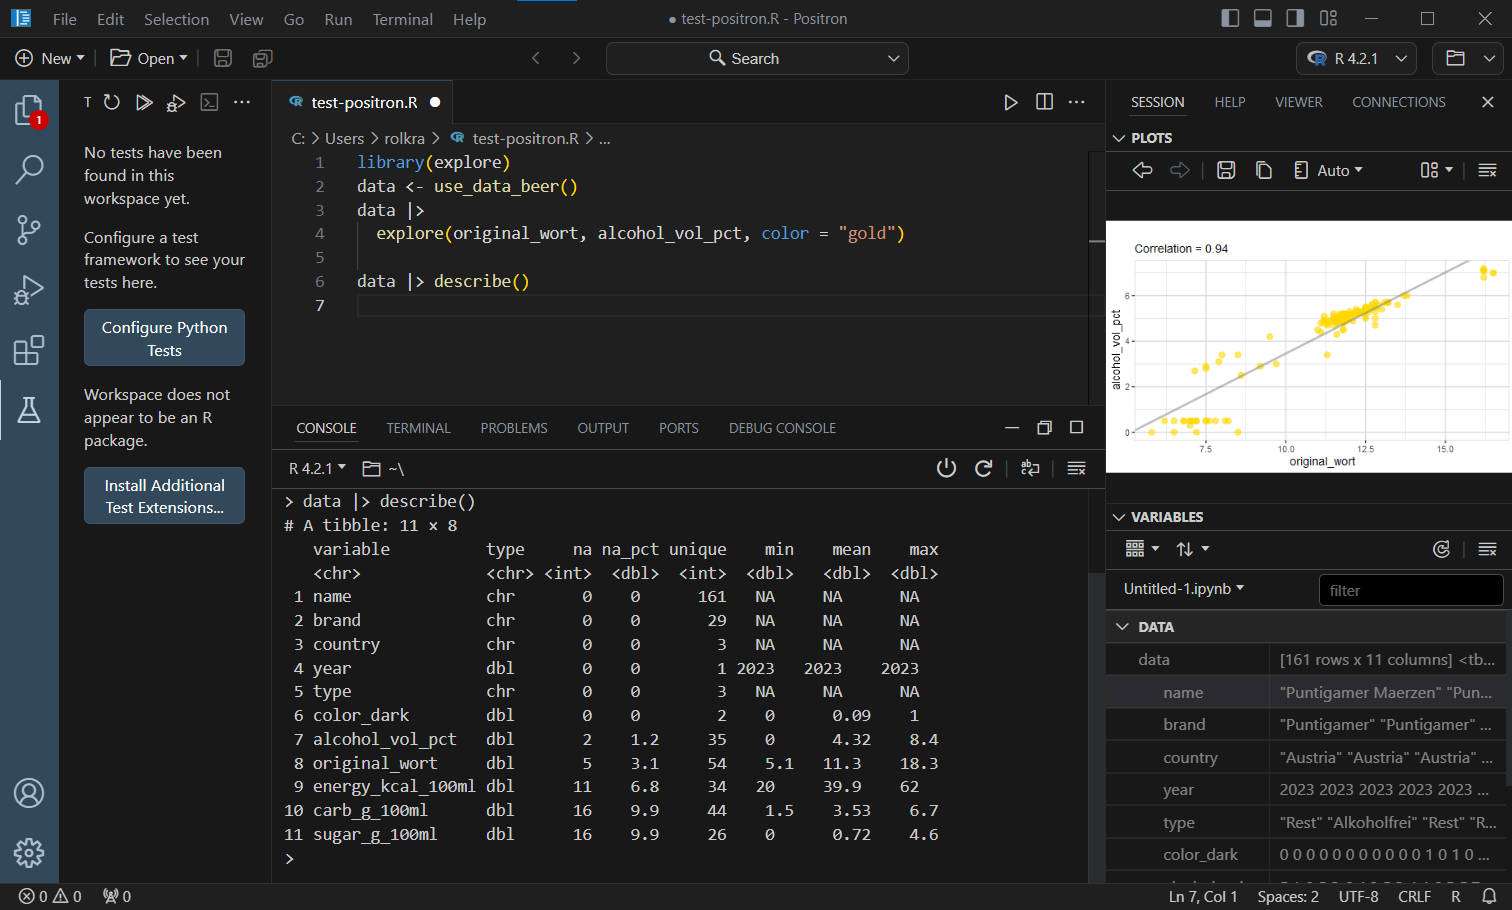 File Edit Selection View Go Run Terminal Help
● test-positron.R - Positron
New Open
Search
R 4.2.1
1
T
No tests have been
found in this
workspace yet.
Configure a test
framework to see your
tests here.
Configure Python
Tests
Workspace does not
appear to be an R
package.
Install Additional
Test Extensions...
test-positron.R ●
C: > Users > rolkra > test-positron.R > ...
1 library(explore)
2 data <- use_data_beer()
3 data |>
4 explore(original_wort, alcohol_vol_pct, color = "gold")
5
6 data |> describe()
7
CONSOLE TERMINAL PROBLEMS OUTPUT PORTS DEBUG CONSOLE
R 4.2.1 ~\
> data |> describe()
# A tibble: 11 × 8
variable type na na_pct unique min mean max
<chr> <chr> <int> <dbl> <int> <dbl> <dbl> <dbl>
1 name chr 0 0 161 NA NA NA
2 brand chr 0 0 29 NA NA NA
3 country chr 0 0 3 NA NA NA
4 year dbl 0 0 1 2023 2023 2023
5 type chr 0 0 3 NA NA NA
6 color_dark dbl 0 0 2 0 0.09 1
7 alcohol_vol_pct dbl 2 1.2 35 0 4.32 8.4
8 original_wort dbl 5 3.1 54 5.1 11.3 18.3
9 energy_kcal_100ml dbl 11 6.8 34 20 39.9 62
10 carb_g_100ml dbl 16 9.9 44 1.5 3.53 6.7
11 sugar_g_100ml dbl 16 9.9 26 0 0.72 4.6
>
SESSION HELP VIEWER CONNECTIONS
PLOTS
Auto
Correlation = 0.94
alcohol_vol_pct
6
4
2
0
7.5 10.0 12.5 15.0
original_wort
VARIABLES
Untitled-1.ipynb
filter
DATA
data [161 rows x 11 columns] <tb...
name "Puntigamer Maerzen" "Pun...
brand "Puntigamer" "Puntigamer" ...
country "Austria" "Austria" "Austria" ...
year 2023 2023 2023 2023 2023 ...
type "Rest" "Alkoholfrei" "Rest" "R...
color_dark 0 0 0 0 0 0 0 0 0 0 0 1 0 1 0 ...
0 0 0
Ln 7, Col 1 Spaces: 2 UTF-8 CRLF R